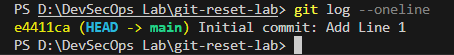 PS D:\DevSecOps Lab\git-reset-lab> git log --oneline
e4411ca (HEAD -> main) Initial commit: Add Line 1
PS D:\DevSecOps Lab\git-reset-lab>